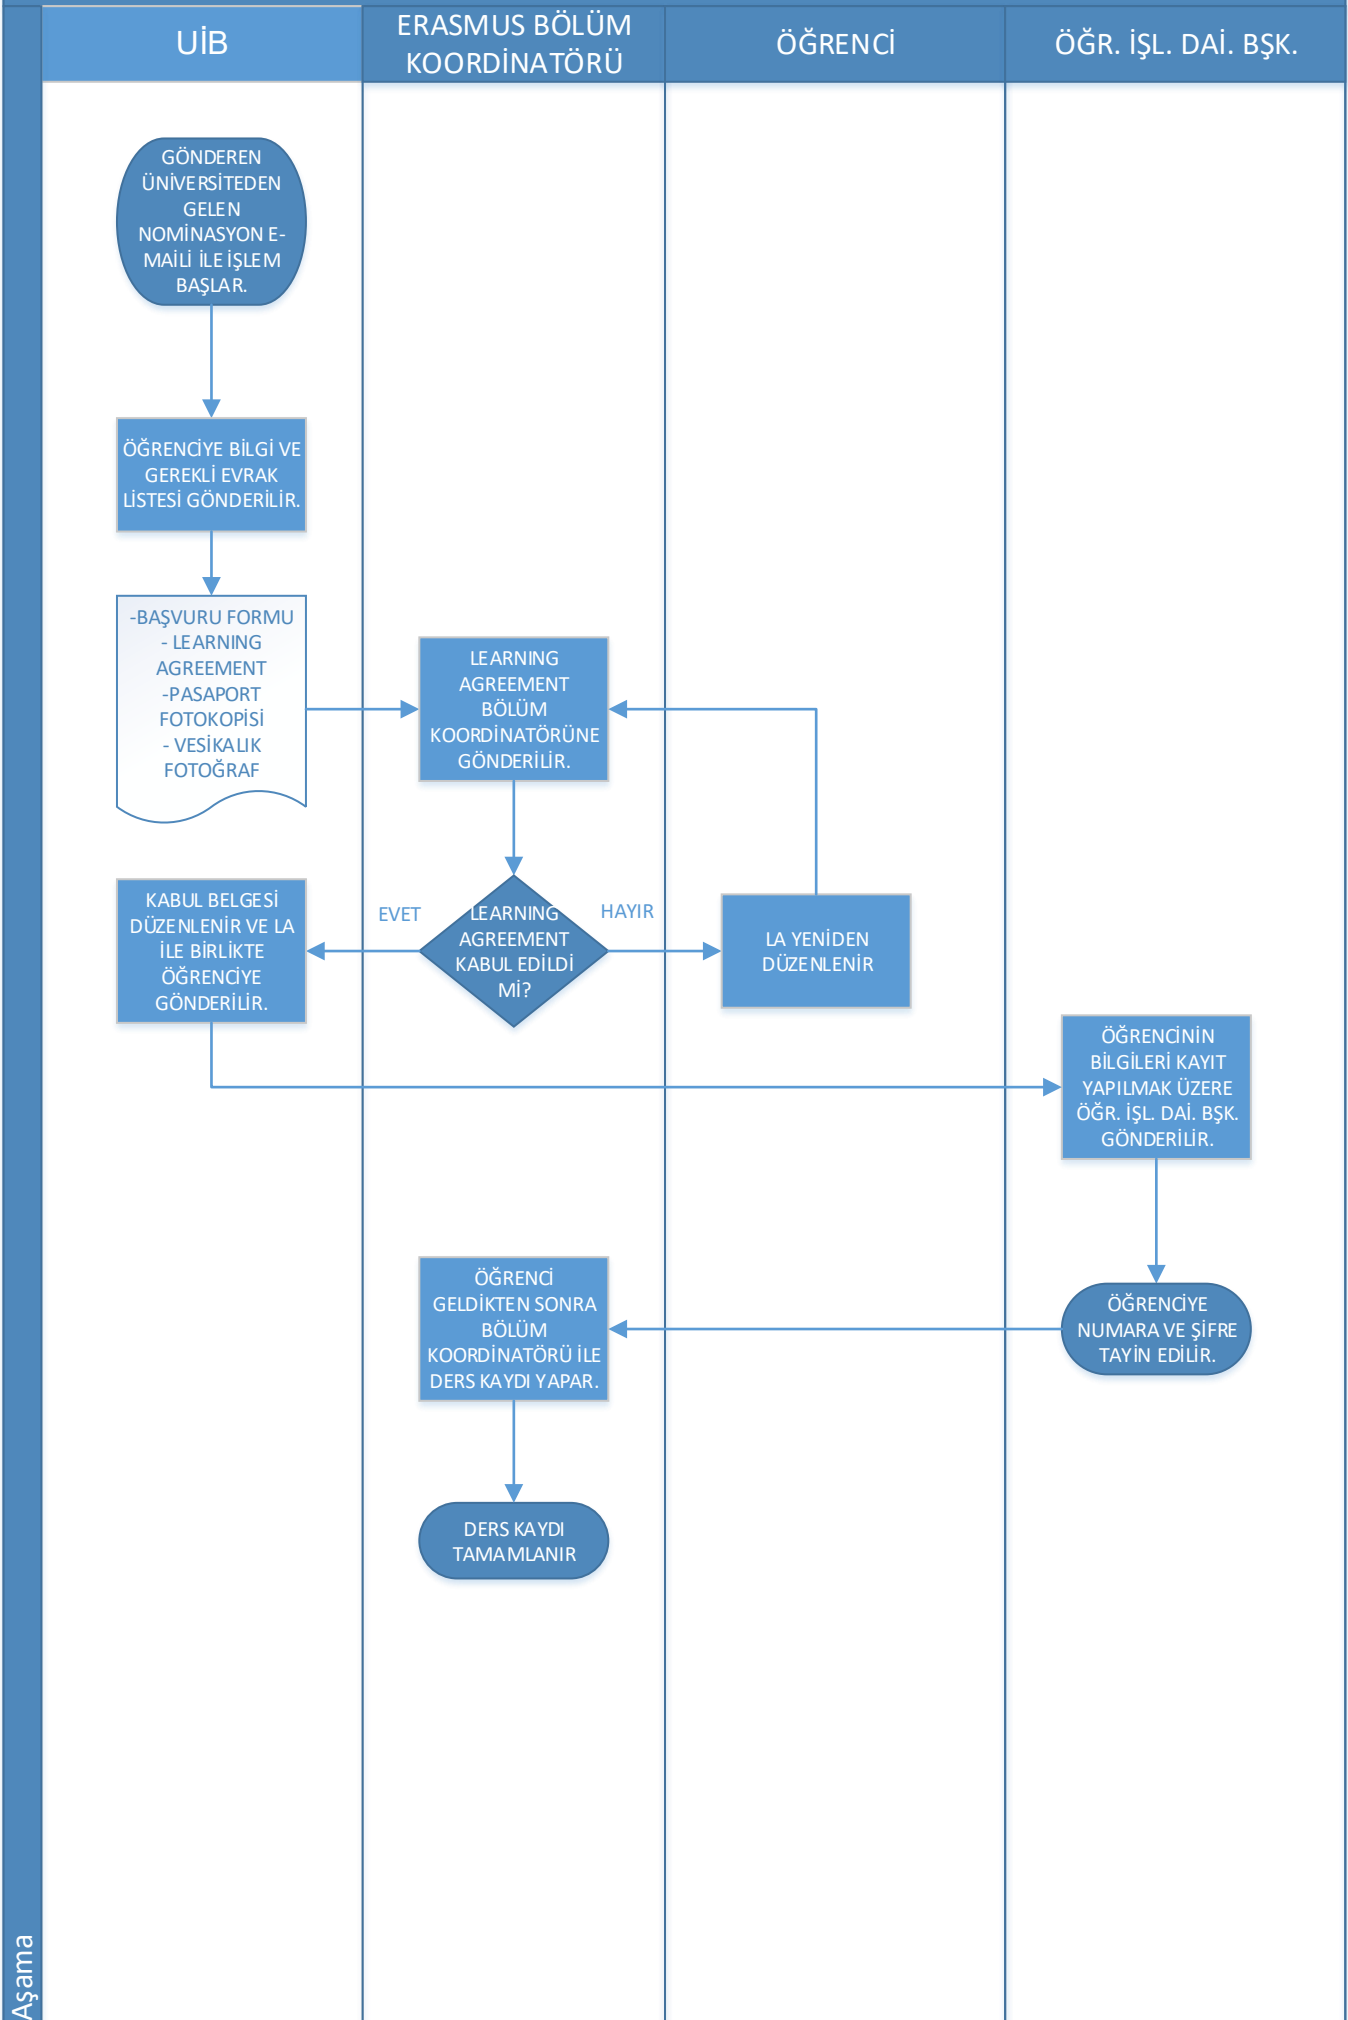 UİB
ERASMUS BÖLÜM
KOORDİNATÖRÜ
ÖĞRENCİ
ÖĞR. İŞL. DAİ. BŞK.
GÖNDEREN
ÜNİVERSİTEDEN
GELEN
NOMİNASYON E-
MAİLİ İLE İŞLEM
BAŞLAR.
ÖĞRENCİYE BİLGİ VE
GEREKLİ EVRAK
LİSTESİ GÖNDERİLİR.
-BAŞVURU FORMU
- LEARNING
AGREEMENT
-PASAPORT
FOTOKOPİSİ
- VESİKALIK
FOTOĞRAF
LEARNING
AGREEMENT
BÖLÜM
KOORDİNATÖRÜNE
GÖNDERİLİR.
KABUL BELGESİ
DÜZENLENİR VE LA
İLE BİRLİKTE
ÖĞRENCİYE
GÖNDERİLİR.
EVET
LEARNING
AGREEMENT
KABUL EDİLDİ
Mİ?
HAYIR
LA YENİDEN
DÜZENLENİR
ÖĞRENCİNİN
BİLGİLERİ KAYIT
YAPILMAK ÜZERE
ÖĞR. İŞL. DAİ. BŞK.
GÖNDERİLİR.
ÖĞRENCİ
GELDİKTEN SONRA
BÖLÜM
KOORDİNATÖRÜ İLE
DERS KAYDI YAPAR.
ÖĞRENCİYE
NUMARA VE ŞİFRE
TAYİN EDİLİR.
DERS KAYDI
TAMAMLANIR
Aşama